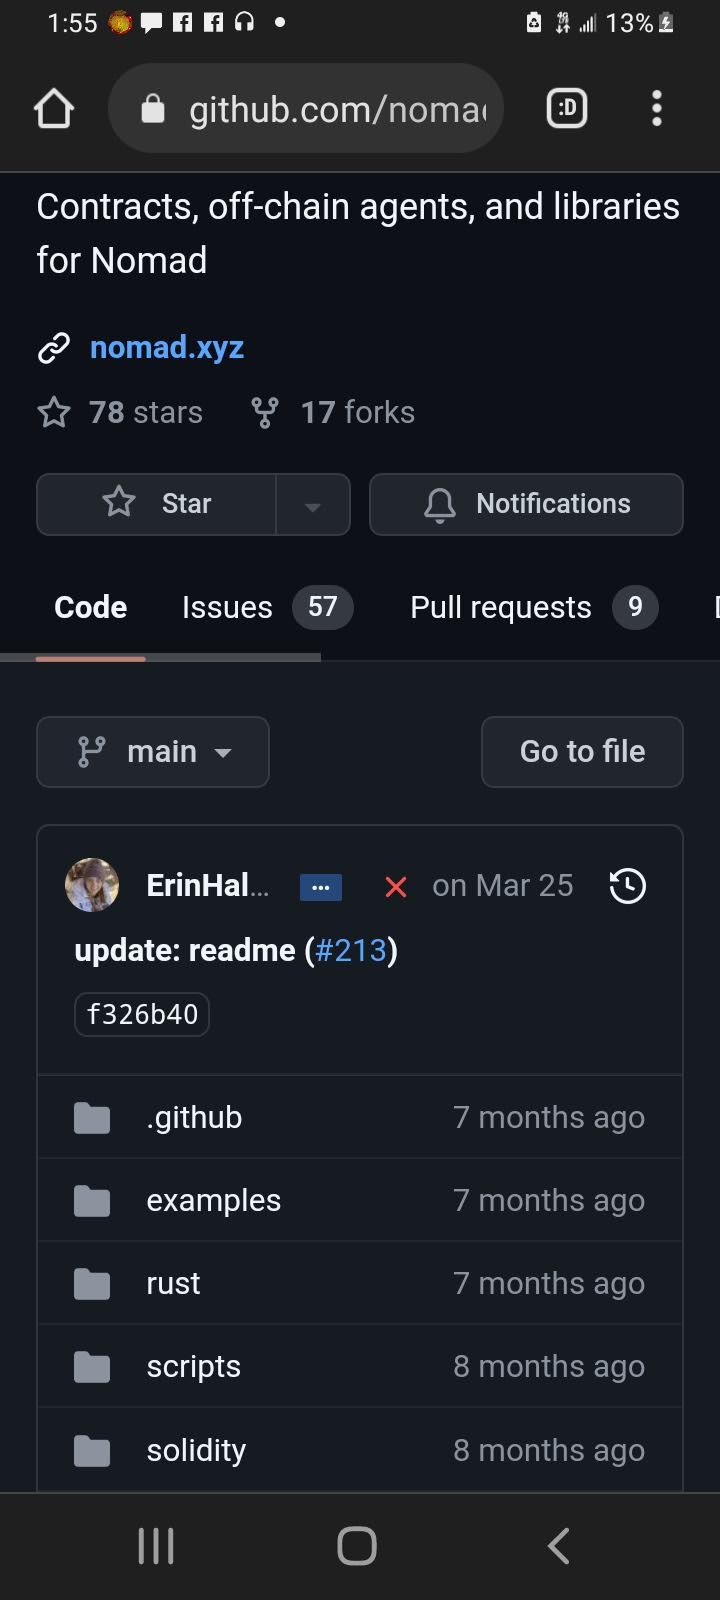 1:55
13%
github.com/noma
:D
Contracts, off-chain agents, and libraries
for Nomad
nomad.xyz
78 stars 17 forks
Star Notifications
Code Issues 57 Pull requests 9
main Go to file
ErinHal... ... on Mar 25
update: readme (#213)
f326b40
.github 7 months ago
examples 7 months ago
rust 7 months ago
scripts 8 months ago
solidity 8 months ago